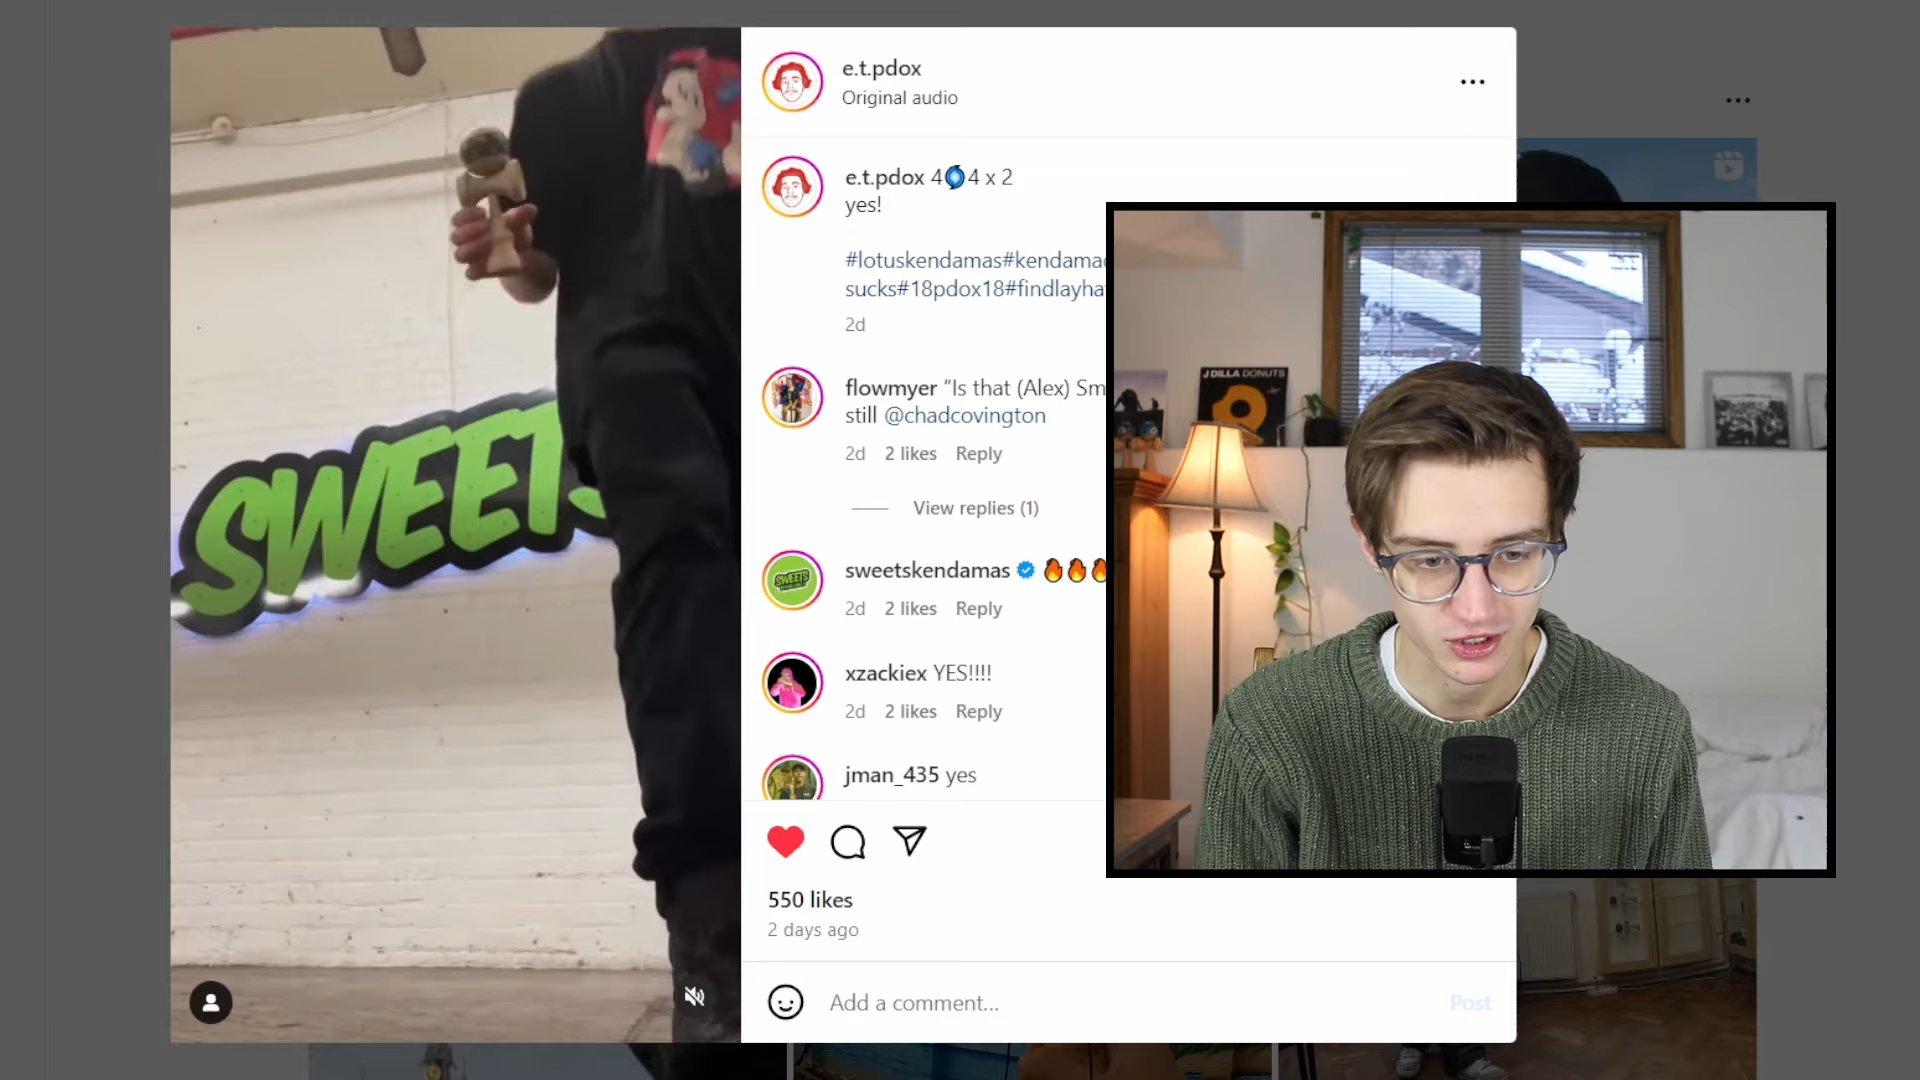 SWEETS
e.t.pdox
Original audio
e.t.pdox 4🌀4 x 2
yes!
#lotuskendamas#kendama
sucks#18pdox18#findlayha
2d
flowmyer "Is that (Alex) Sm
still @chadcovington
2d 2 likes Reply
View replies (1)
SWEETS
sweetskendamas 🔥🔥🔥
2d 2 likes Reply
xzackiex YES!!!!
2d 2 likes Reply
jman_435 yes
550 likes
2 days ago
Add a comment...
Post
J DILLA DONUTS